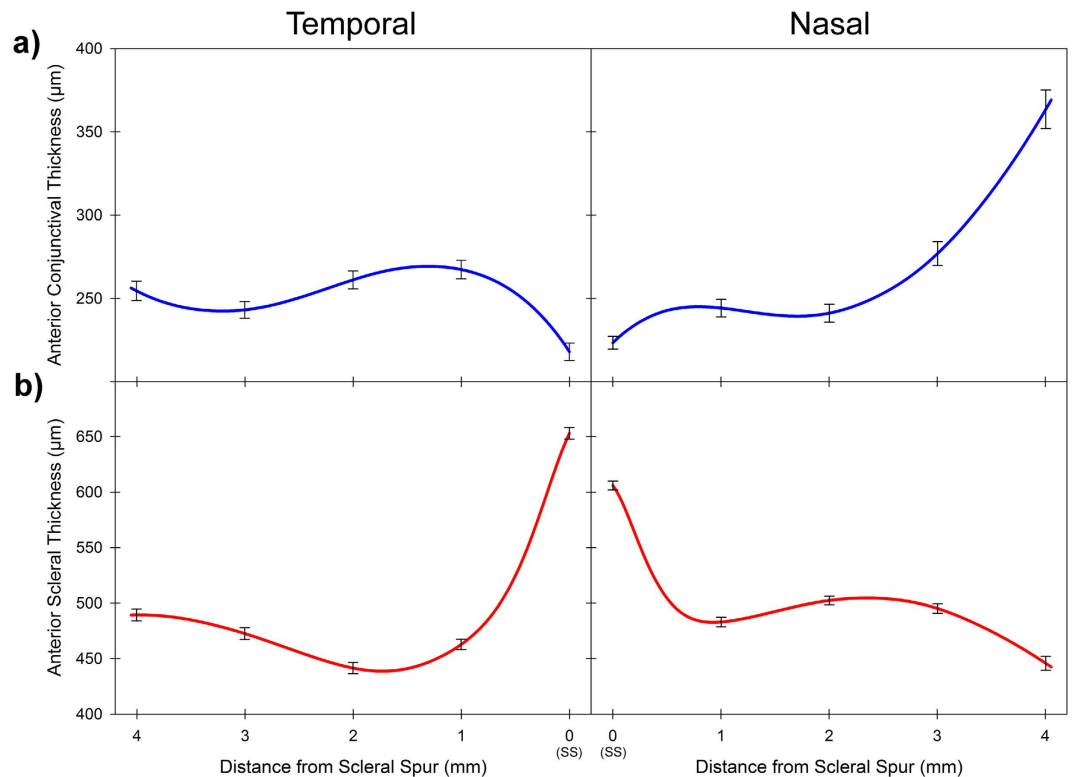 Temporal
Nasal
a)
Anterior Conjunctival Thickness (µm)
400
350
300
250
b)
Anterior Scleral Thickness (µm)
650
600
550
500
450
400
4
3
2
1
0
(SS)
0
(SS)
1
2
3
4
Distance from Scleral Spur (mm)
Distance from Scleral Spur (mm)